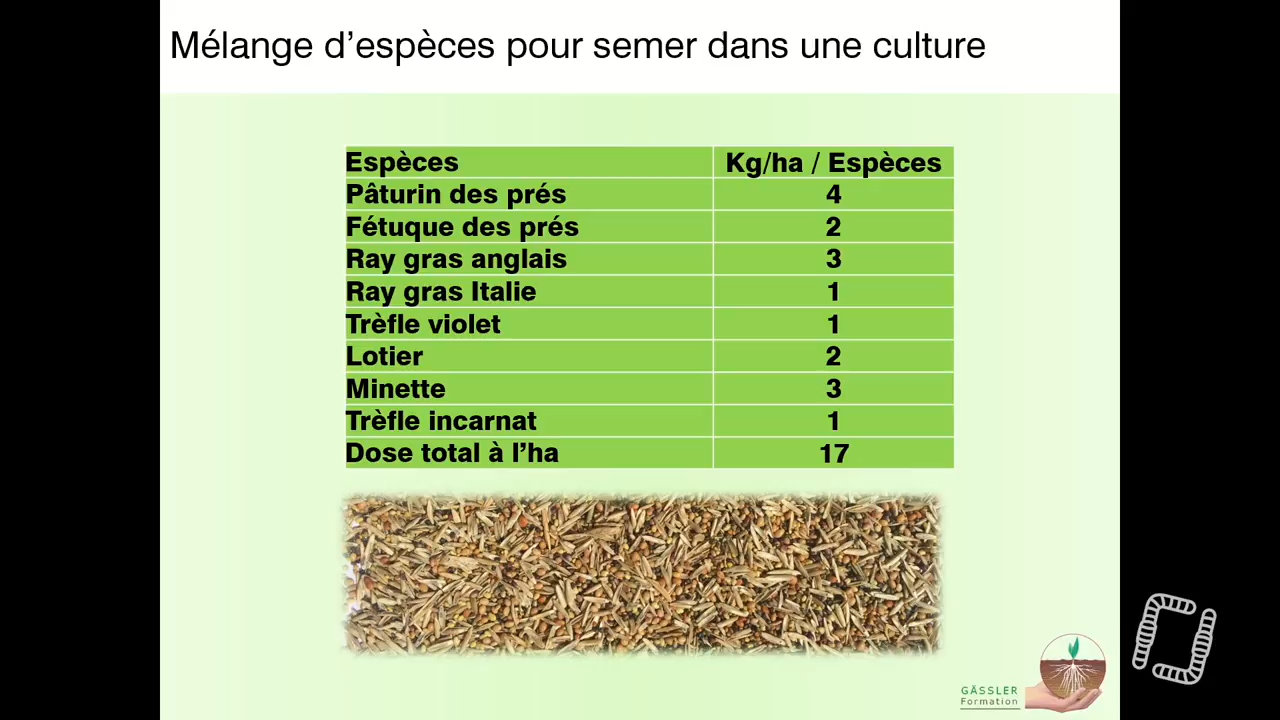 Mélange d’espèces pour semer dans une culture
Espèces Kg/ha / Espèces
Pâturin des prés 4
Fétuque des prés 2
Ray gras anglais 3
Ray gras Italie 1
Trèfle violet 1
Lotier 2
Minette 3
Trèfle incarnat 1
Dose total à l’ha 17
GÄSSLER
Formation